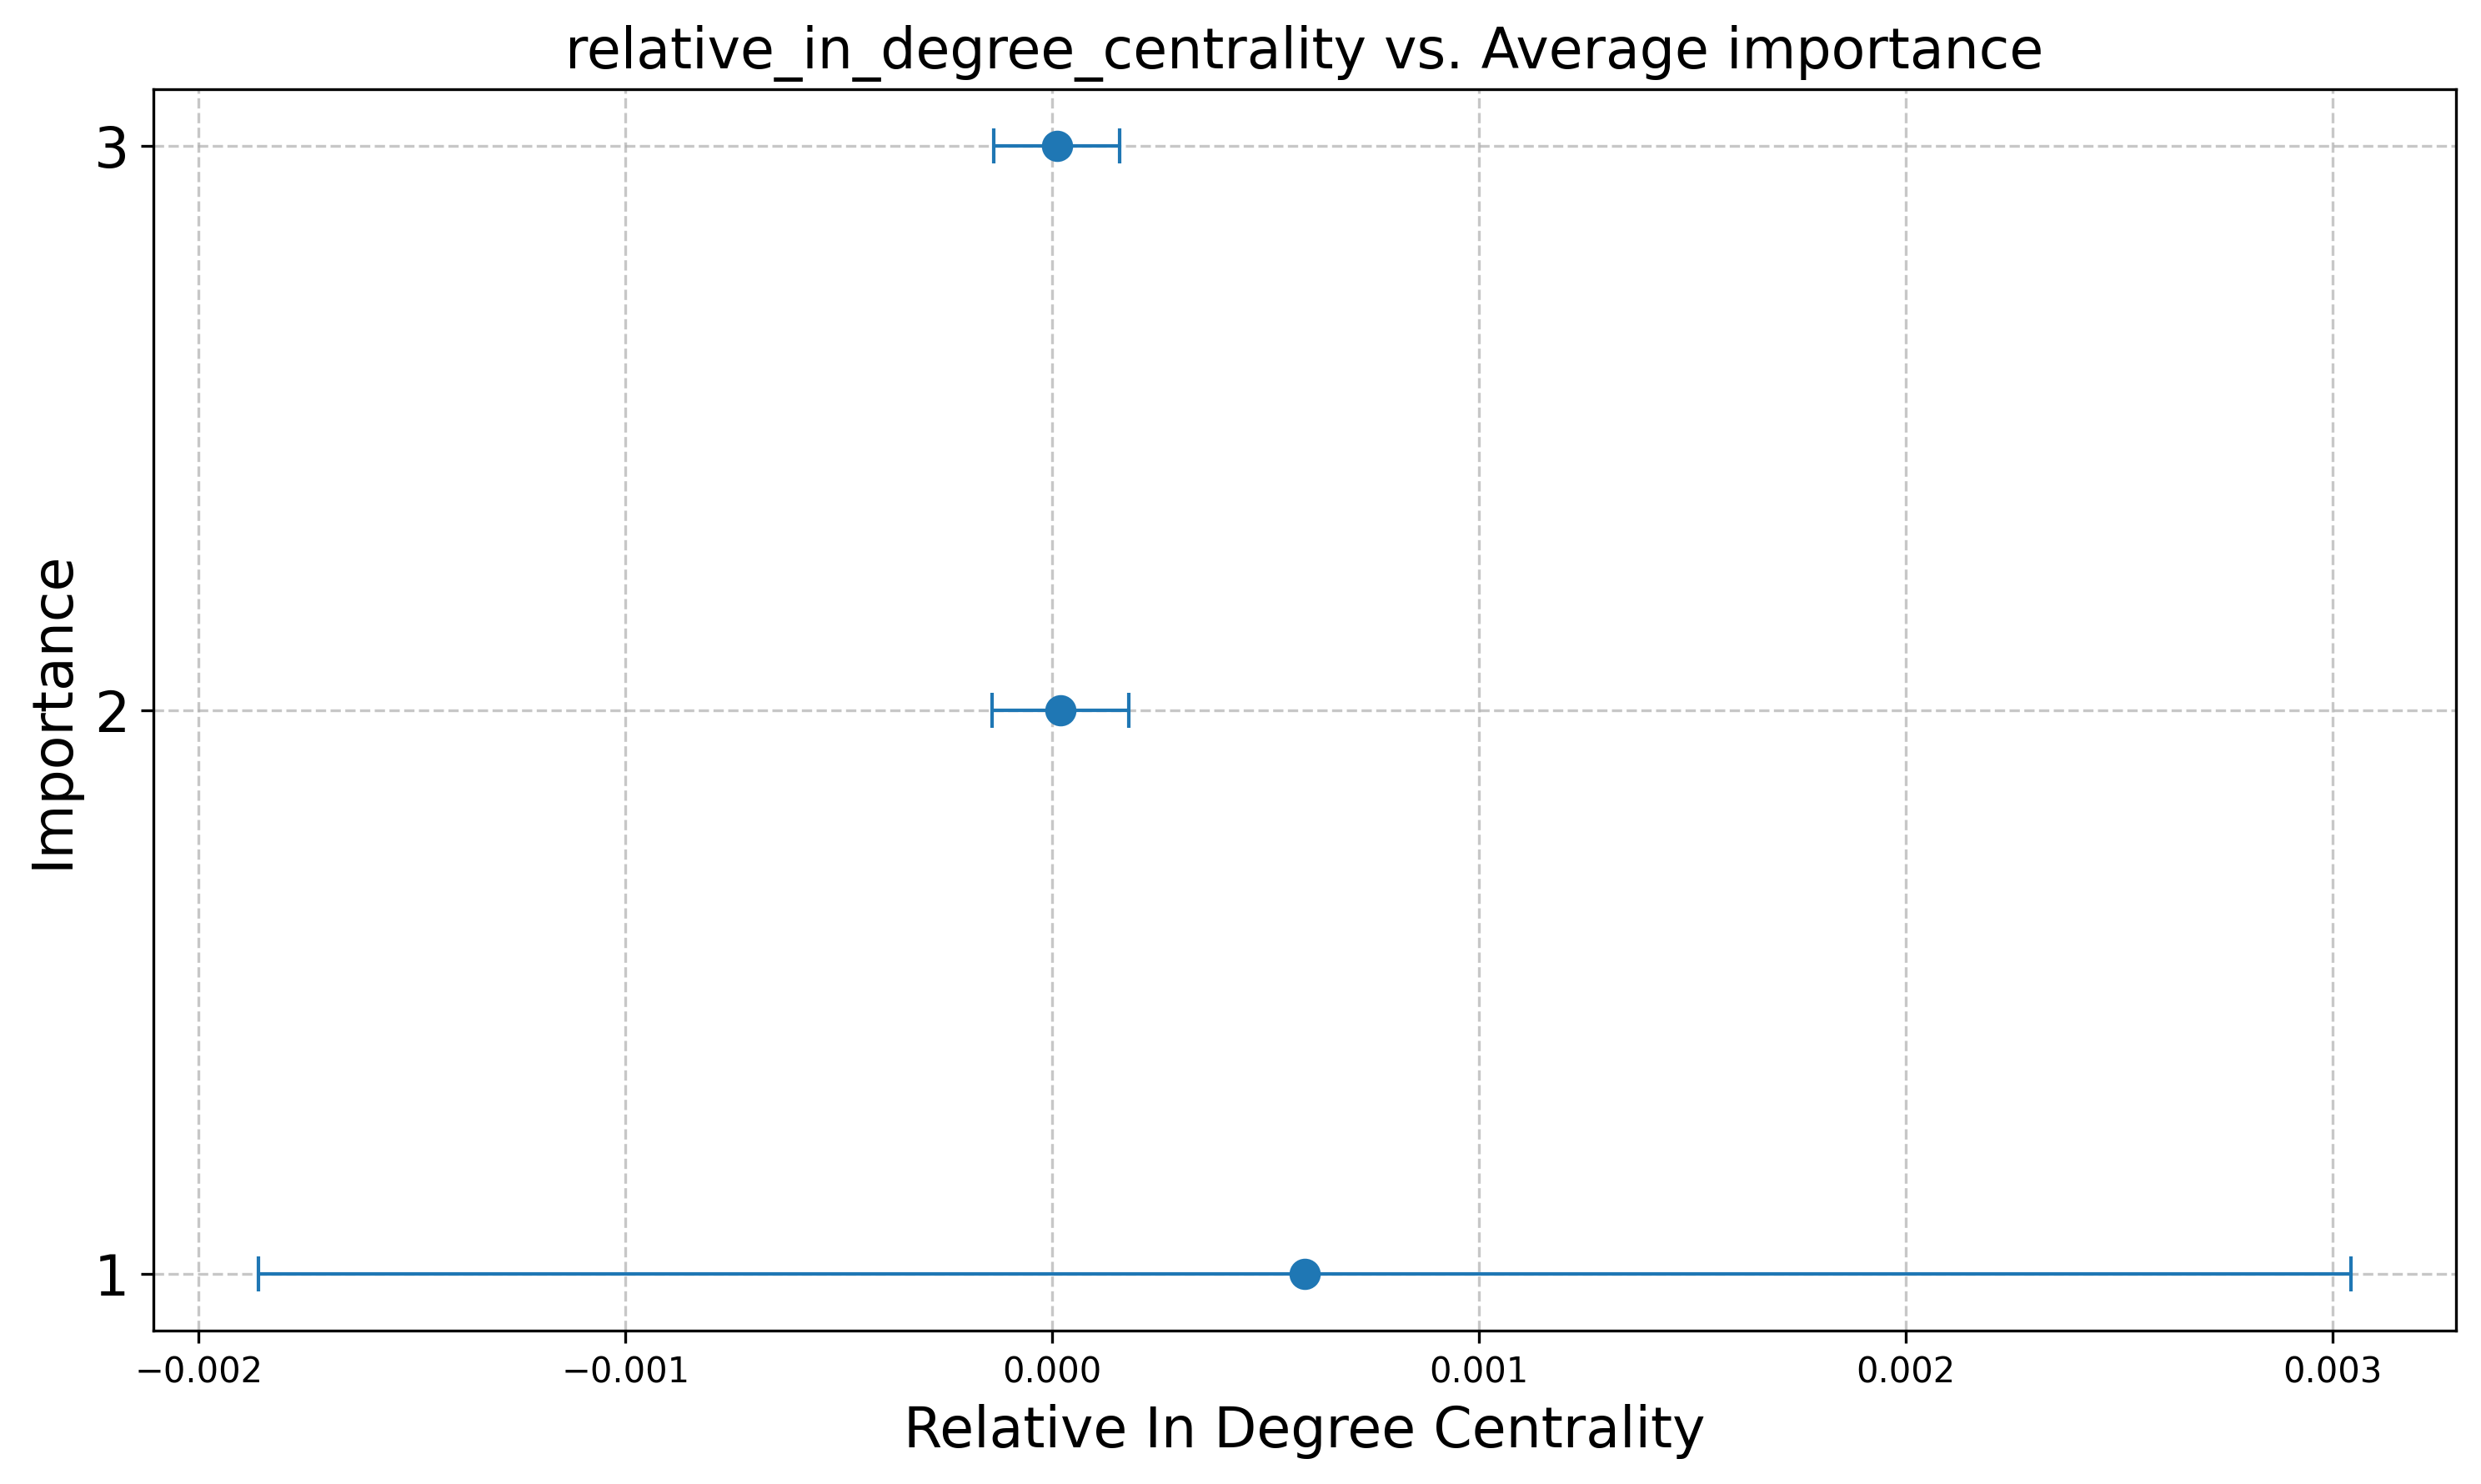 relative_in_degree_centrality vs. Average importance
3
2
1
Importance
−0.002 −0.001 0.000 0.001 0.002 0.003
Relative In Degree Centrality